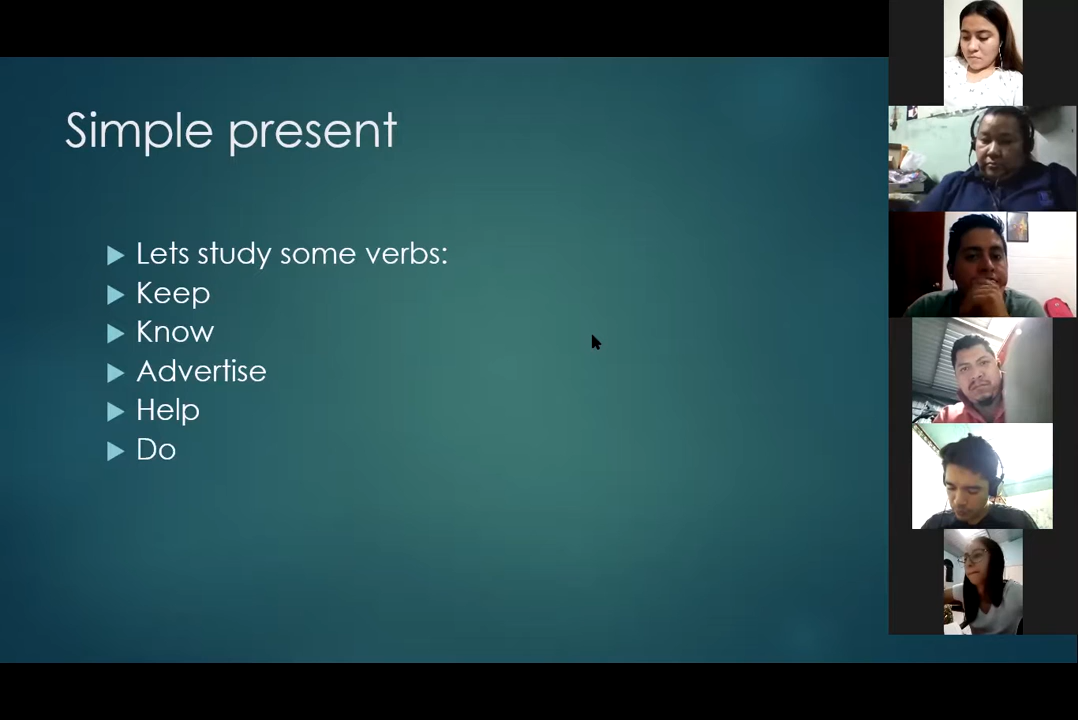 Simple present
Lets study some verbs:
Keep
Know
Advertise
Help
Do